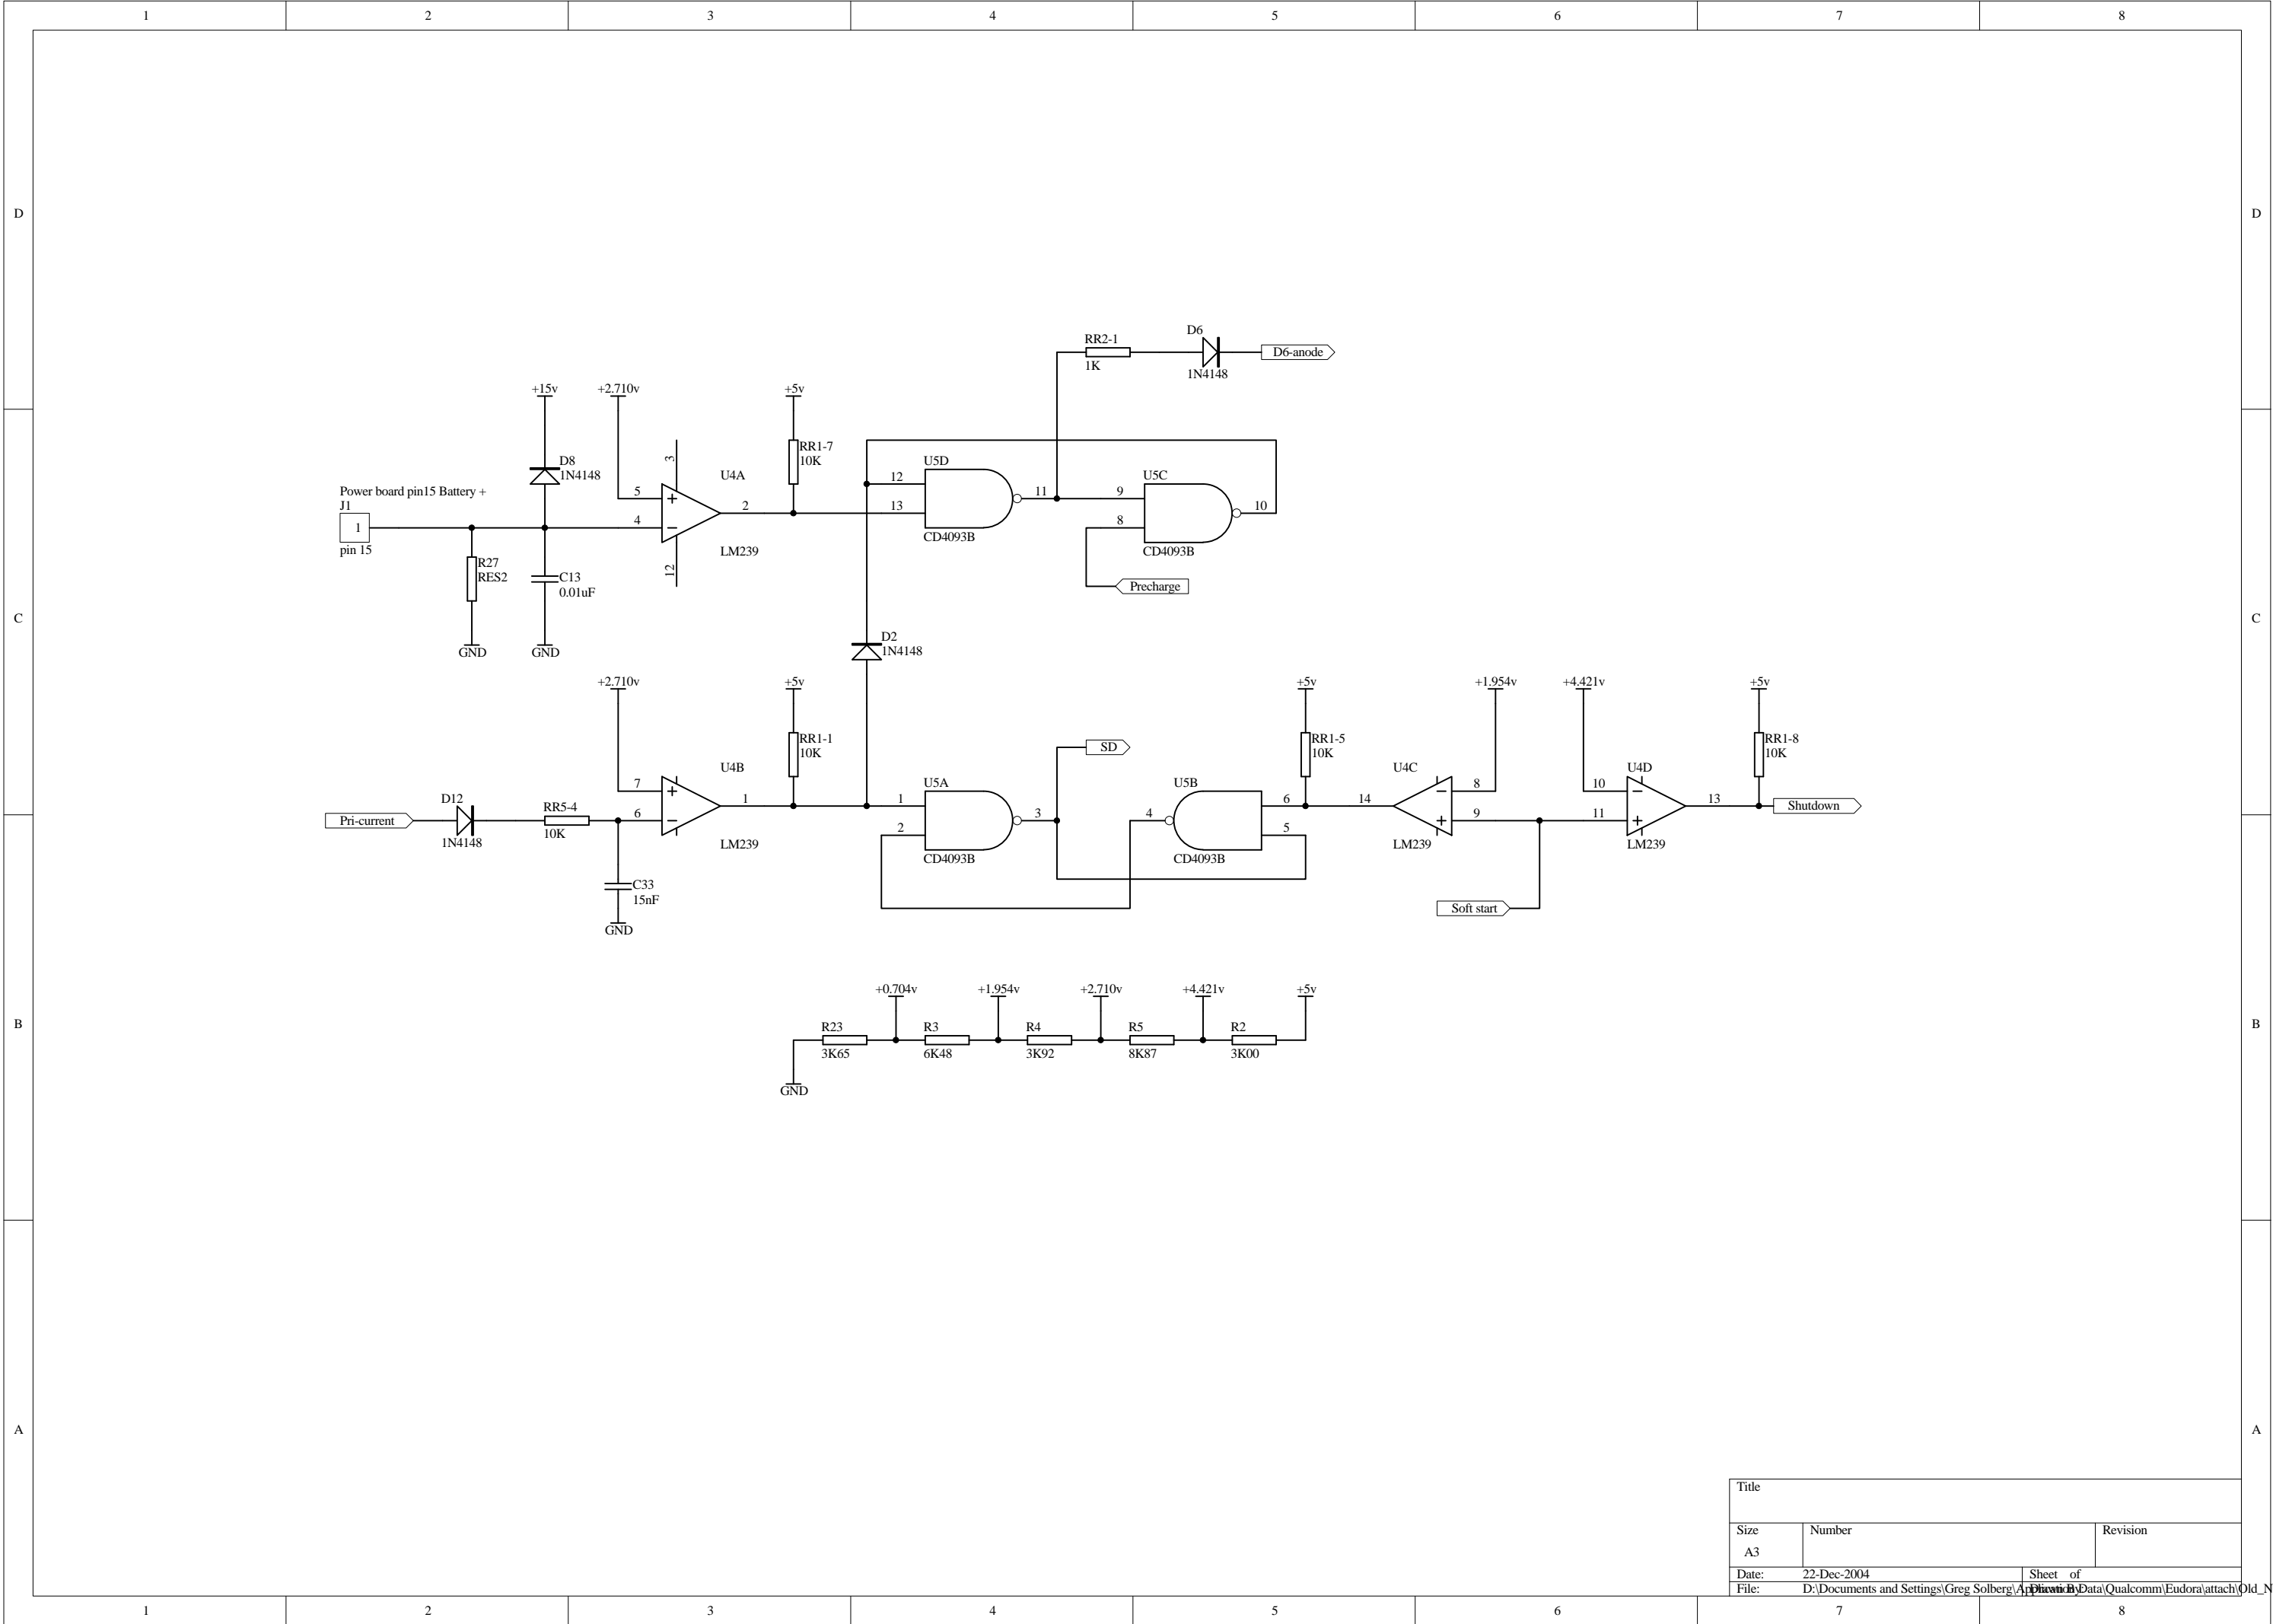 1 2 3 4 5 6 7 8
D D
RR2-1
1K
D6
1N4148
D6-anode
+15v
+2.710v
+5v
D8
1N4148
RR1-7
10K
Power board pin15 Battery +
J1
1
pin 15
R27
RES2
GND
C13
0.01uF
GND
5
4
3
12
U4A
2
LM239
U5D
12
13
11
CD4093B
U5C
9
8
10
CD4093B
Precharge
C C
D2
1N4148
+2.710v
+5v
RR1-1
10K
Pri-current
D12
1N4148
RR5-4
10K
C33
15nF
GND
7
6
U4B
1
LM239
SD
U5A
1
2
3
CD4093B
U5B
4
6
5
CD4093B
+5v
RR1-5
10K
14
U4C
8
9
LM239
+1.954v
+4.421v
U4D
10
11
13
LM239
+5v
RR1-8
10K
Shutdown
Soft start
B B
+0.704v
+1.954v
+2.710v
+4.421v
+5v
R23
3K65
R3
6K48
R4
3K92
R5
8K87
R2
3K00
GND
A A
Title
Size
A3
Number
Revision
Date: 22-Dec-2004 Sheet of
File: D:\Documents and Settings\Greg Solberg\Application Data\Qualcomm\Eudora\attach\Old_N
Drawn By:
1 2 3 4 5 6 7 8